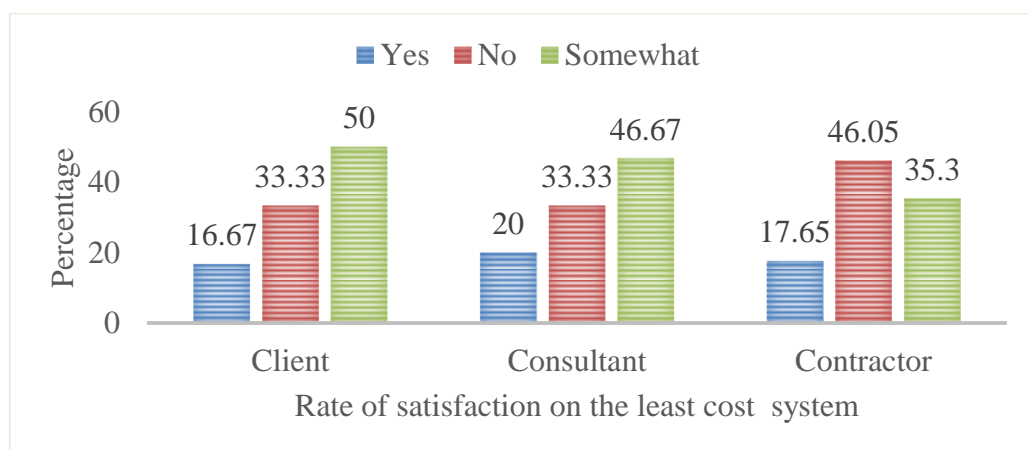 Yes No Somewhat
60
40
20
0
Percentage
16.67 33.33 50
20 33.33 46.67
17.65 46.05 35.3
Client Consultant Contractor
Rate of satisfaction on the least cost system